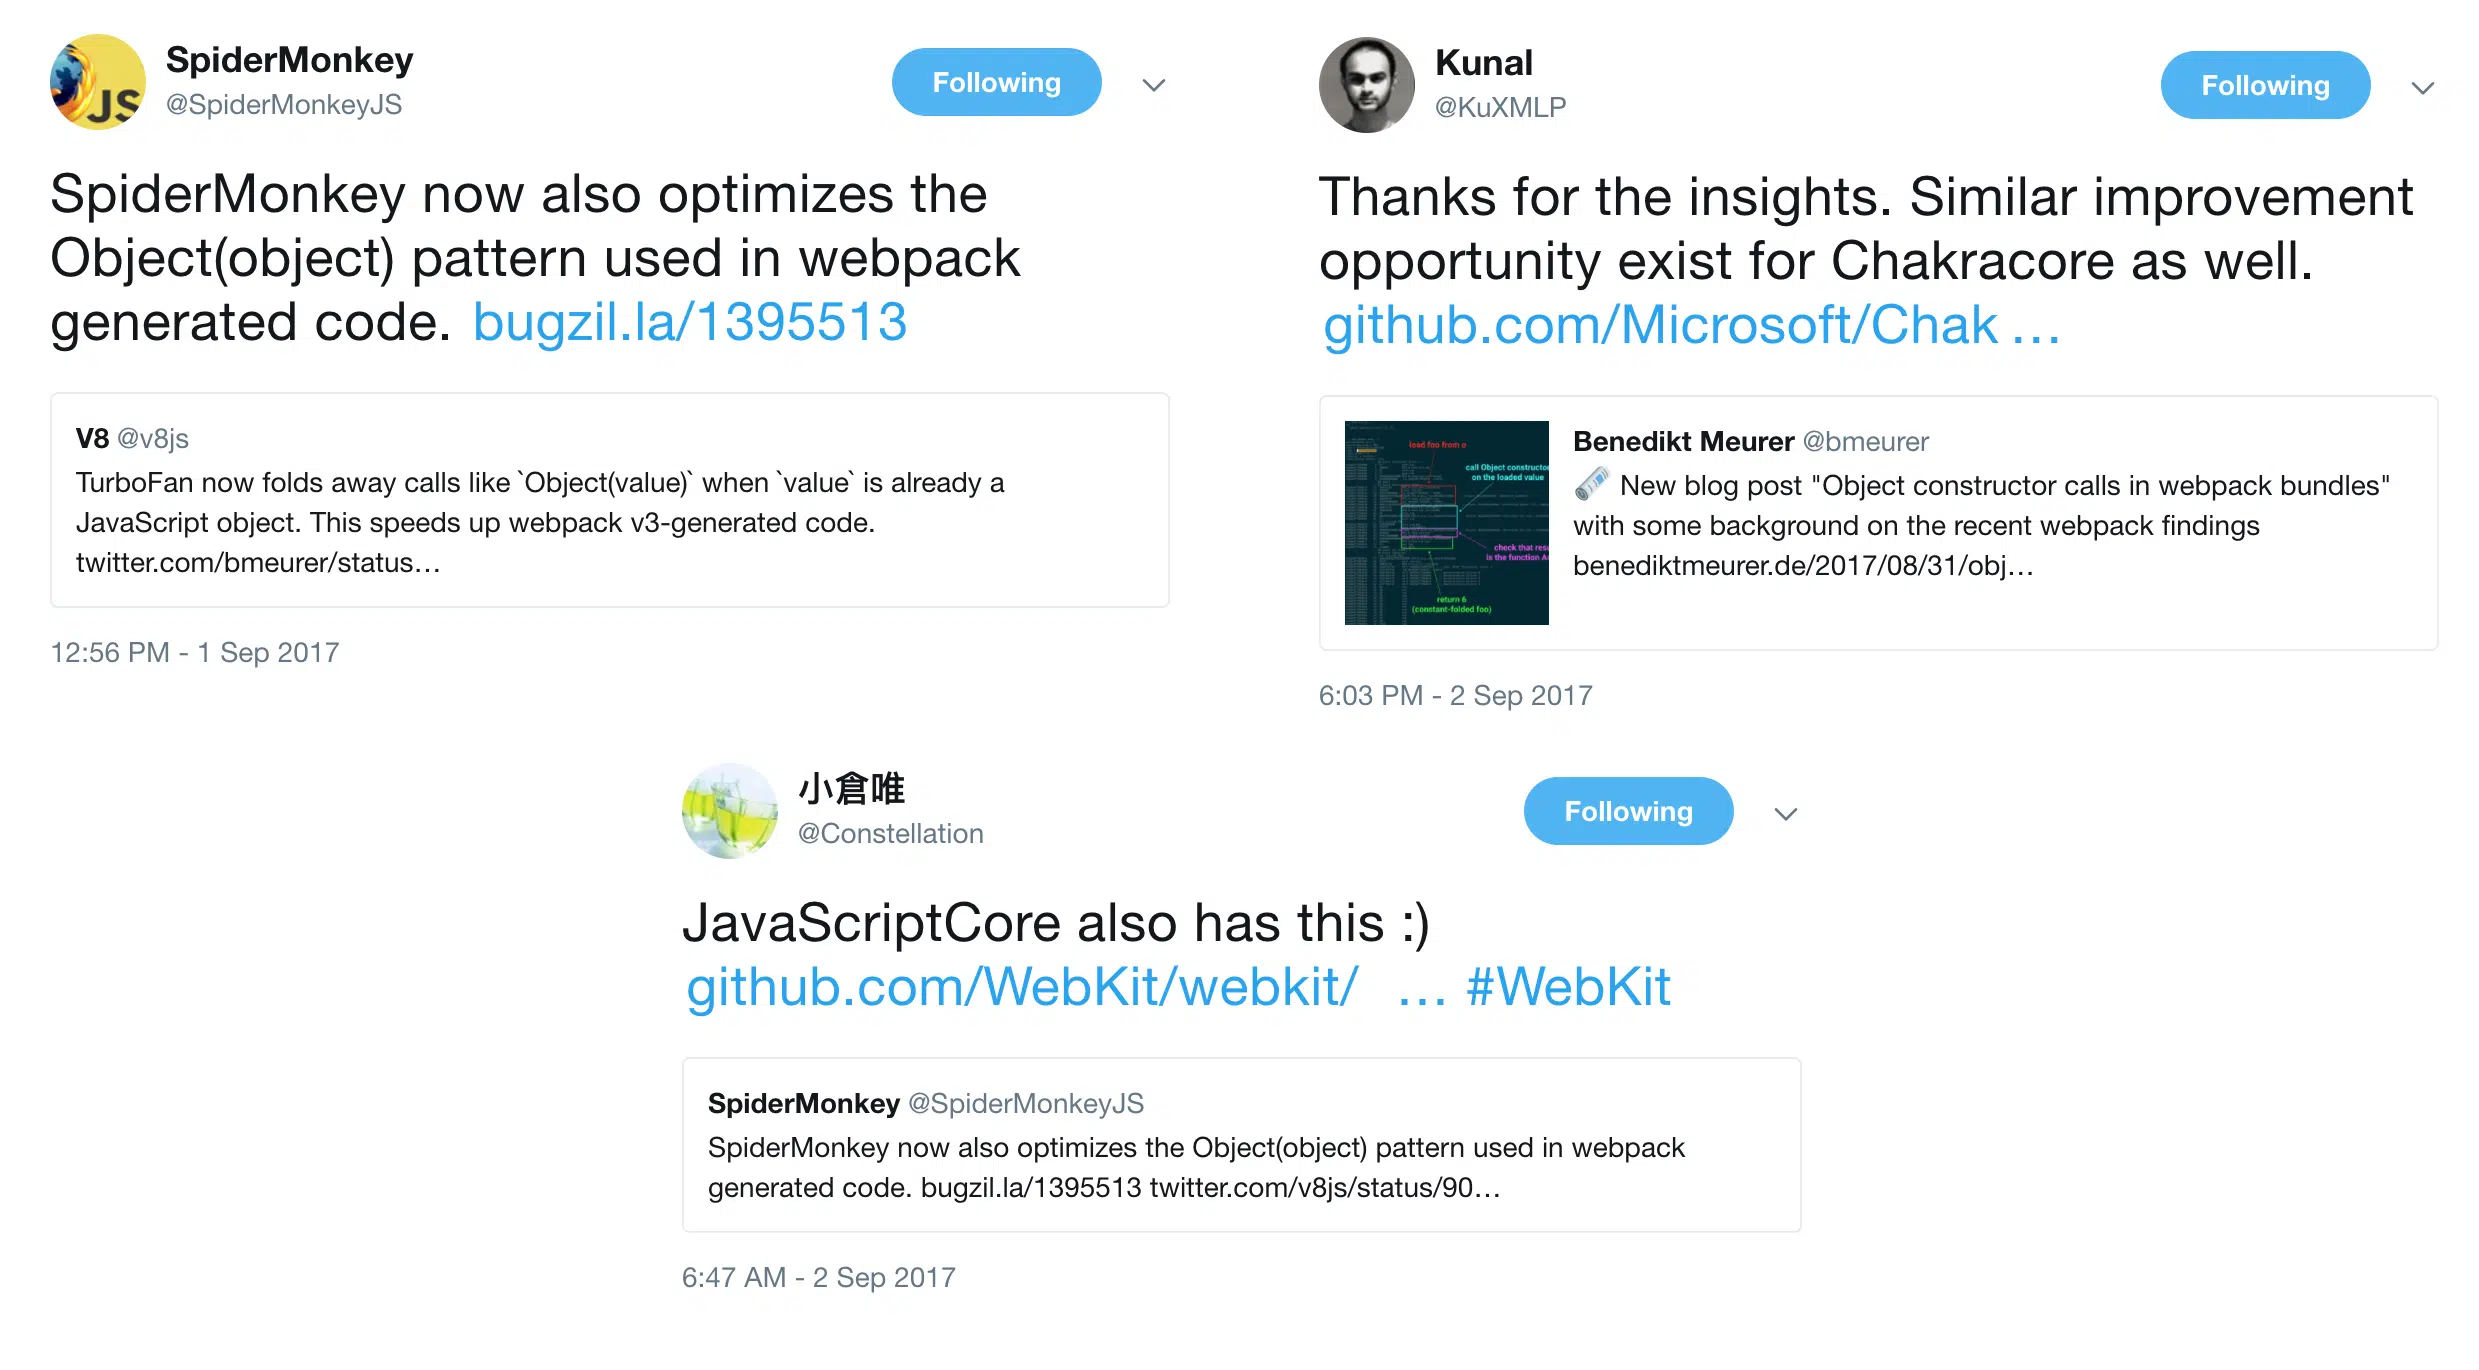 SpiderMonkey
@SpiderMonkeyJS
Following
SpiderMonkey now also optimizes the
Object(object) pattern used in webpack
generated code. bugzil.la/1395513
V8 @v8js
TurboFan now folds away calls like `Object(value)` when `value` is already a
JavaScript object. This speeds up webpack v3-generated code.
twitter.com/bmeurer/status…
12:56 PM - 1 Sep 2017
Kunal
@KuXMLP
Following
Thanks for the insights. Similar improvement
opportunity exist for Chakracore as well.
github.com/Microsoft/Chak …
load foo from o
call Object constructor
on the loaded value
check that
is the function
return 6
(constant-folded foo)
Benedikt Meurer @bmeurer
New blog post "Object constructor calls in webpack bundles"
with some background on the recent webpack findings
benediktmeurer.de/2017/08/31/obj…
6:03 PM - 2 Sep 2017
小倉唯
@Constellation
Following
JavaScriptCore also has this :)
github.com/WebKit/webkit/ … #WebKit
SpiderMonkey @SpiderMonkeyJS
SpiderMonkey now also optimizes the Object(object) pattern used in webpack
generated code. bugzil.la/1395513 twitter.com/v8js/status/90…
6:47 AM - 2 Sep 2017
JS